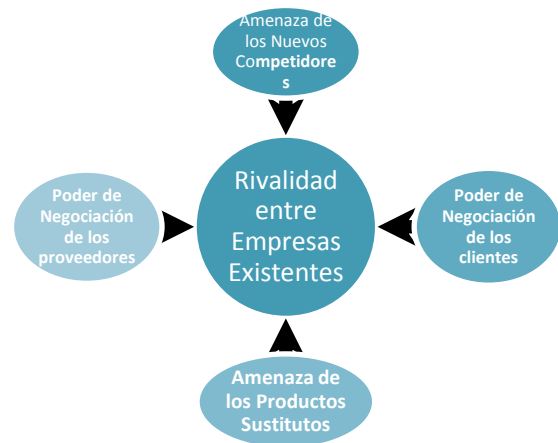 Amenaza de
los Nuevos
Competidore
s
Poder de
Negociación
de los
proveedores
Rivalidad
entre
Empresas
Existentes
Poder de
Negociación
de los
clientes
Amenaza de
los Productos
Sustitutos